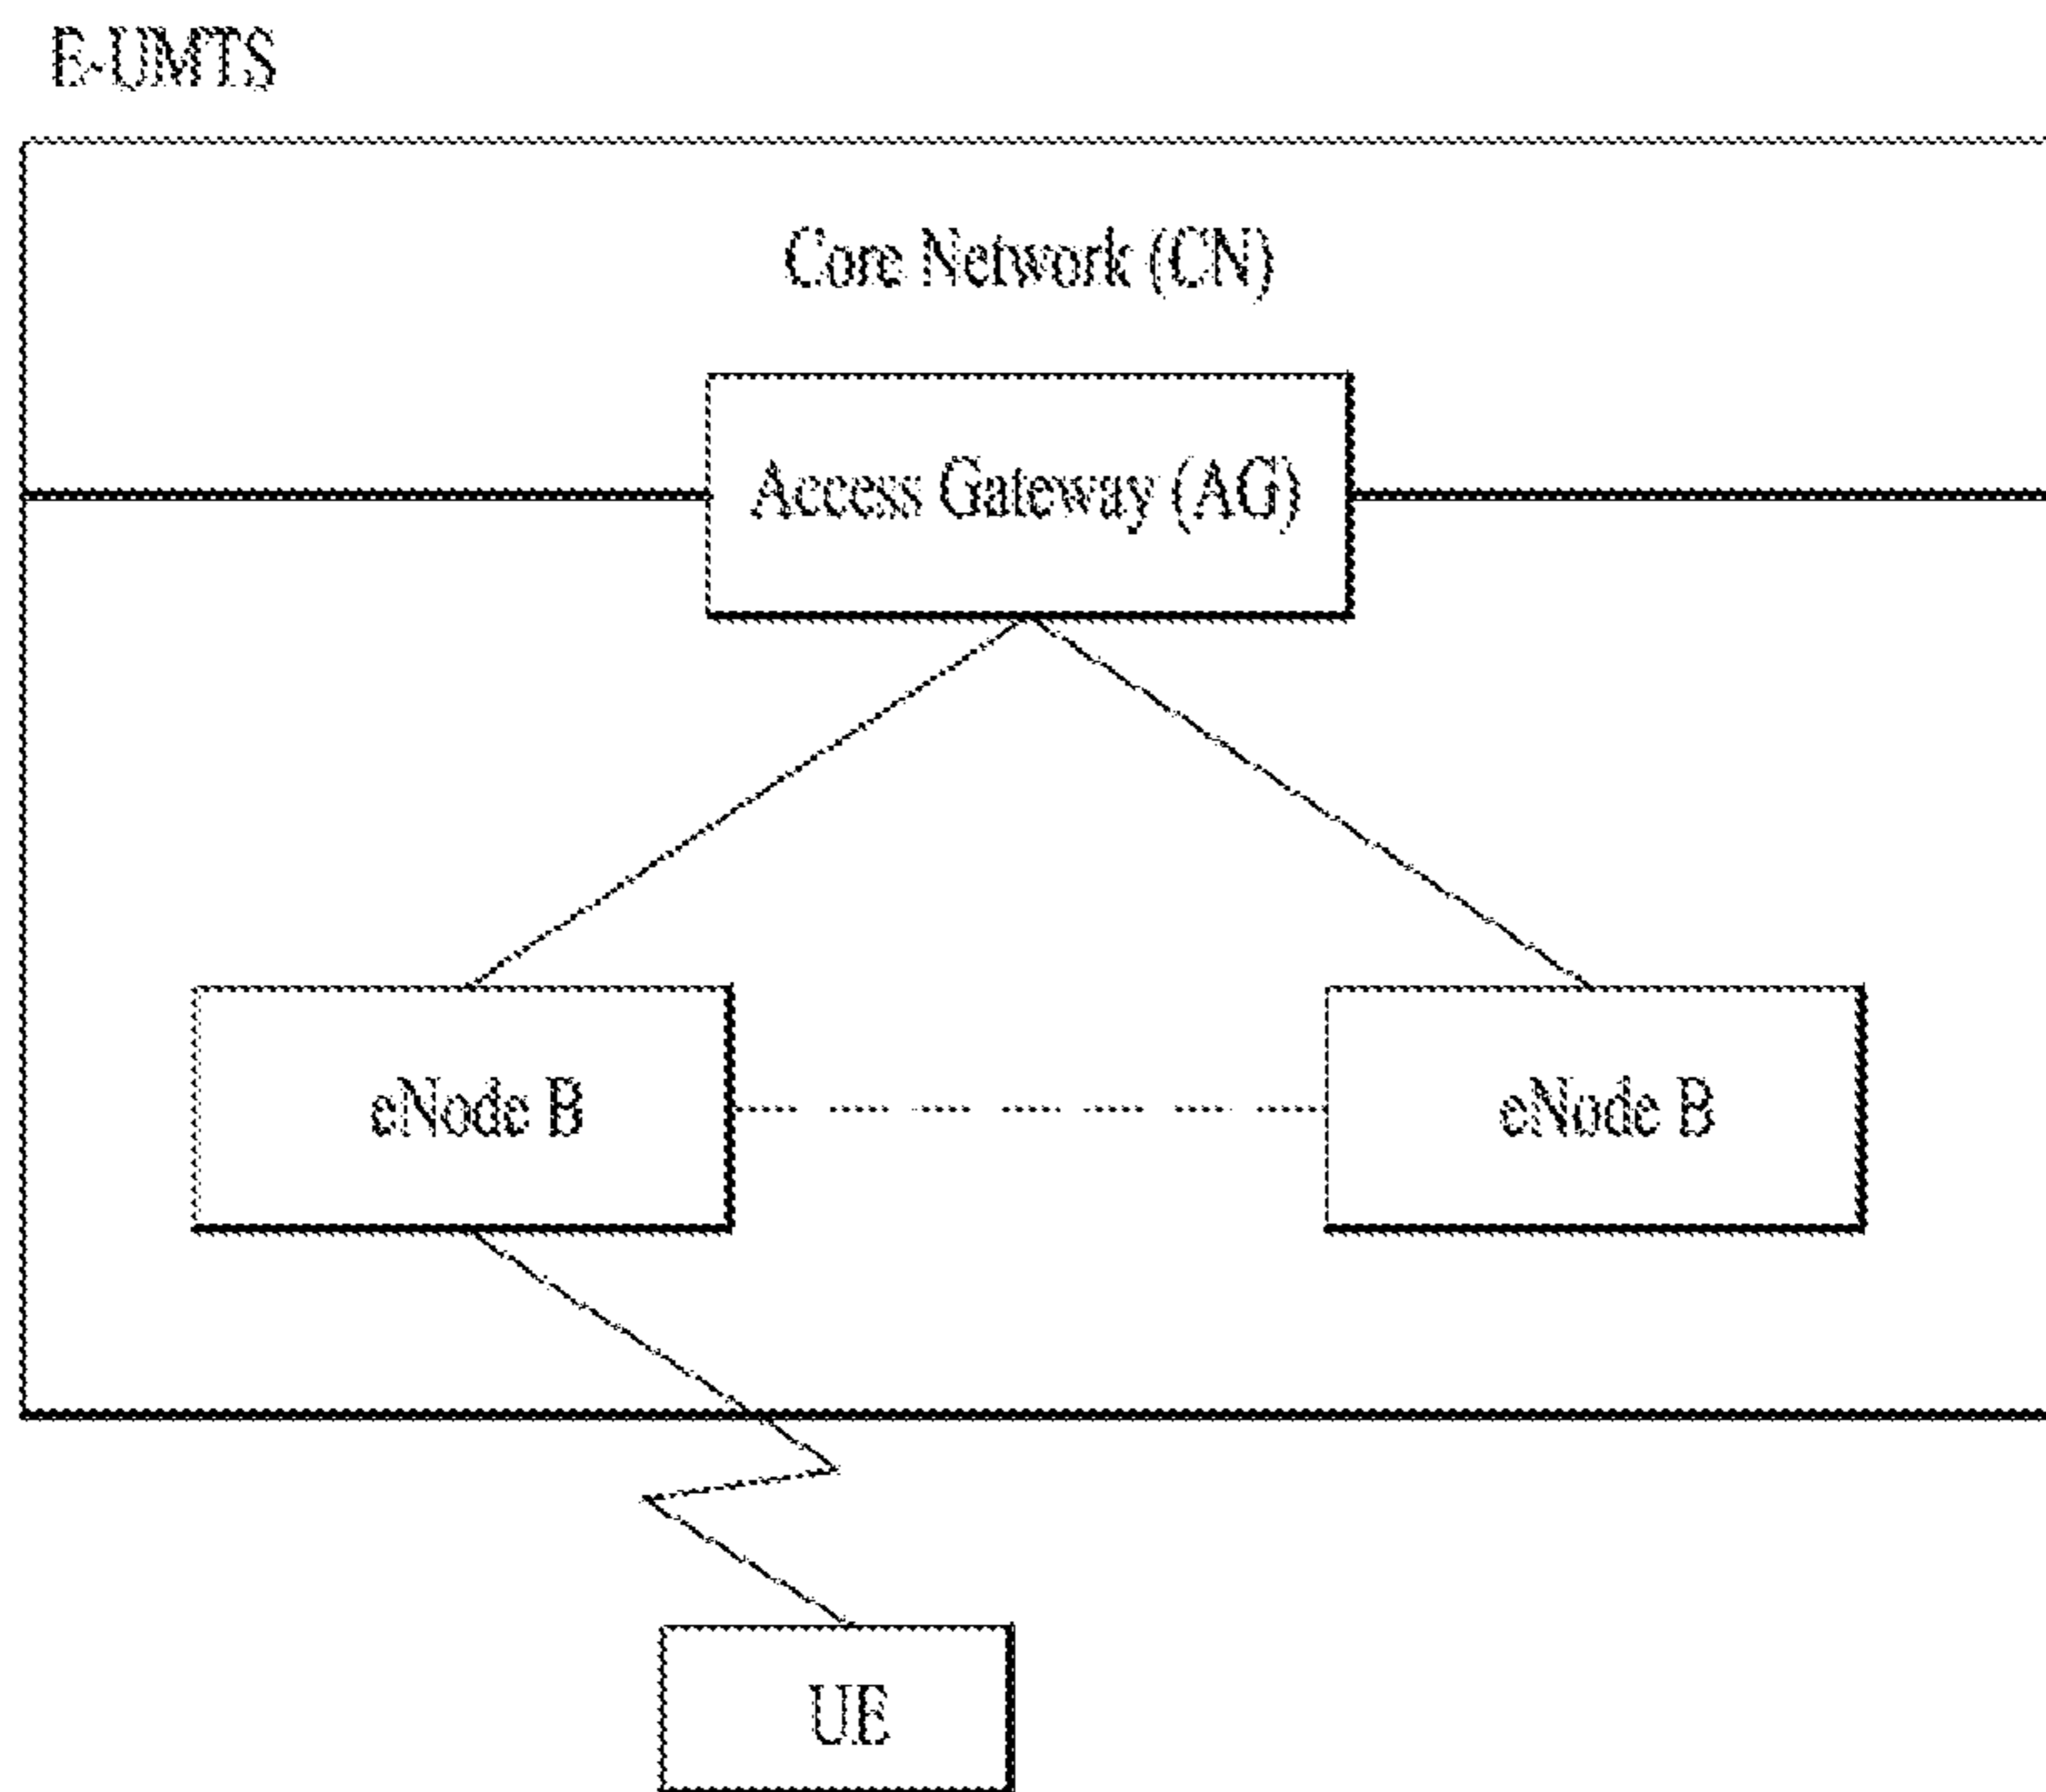 E-UMTS
Core Network (CN)
Access Gateway (AG)
eNode B
eNode B
UE